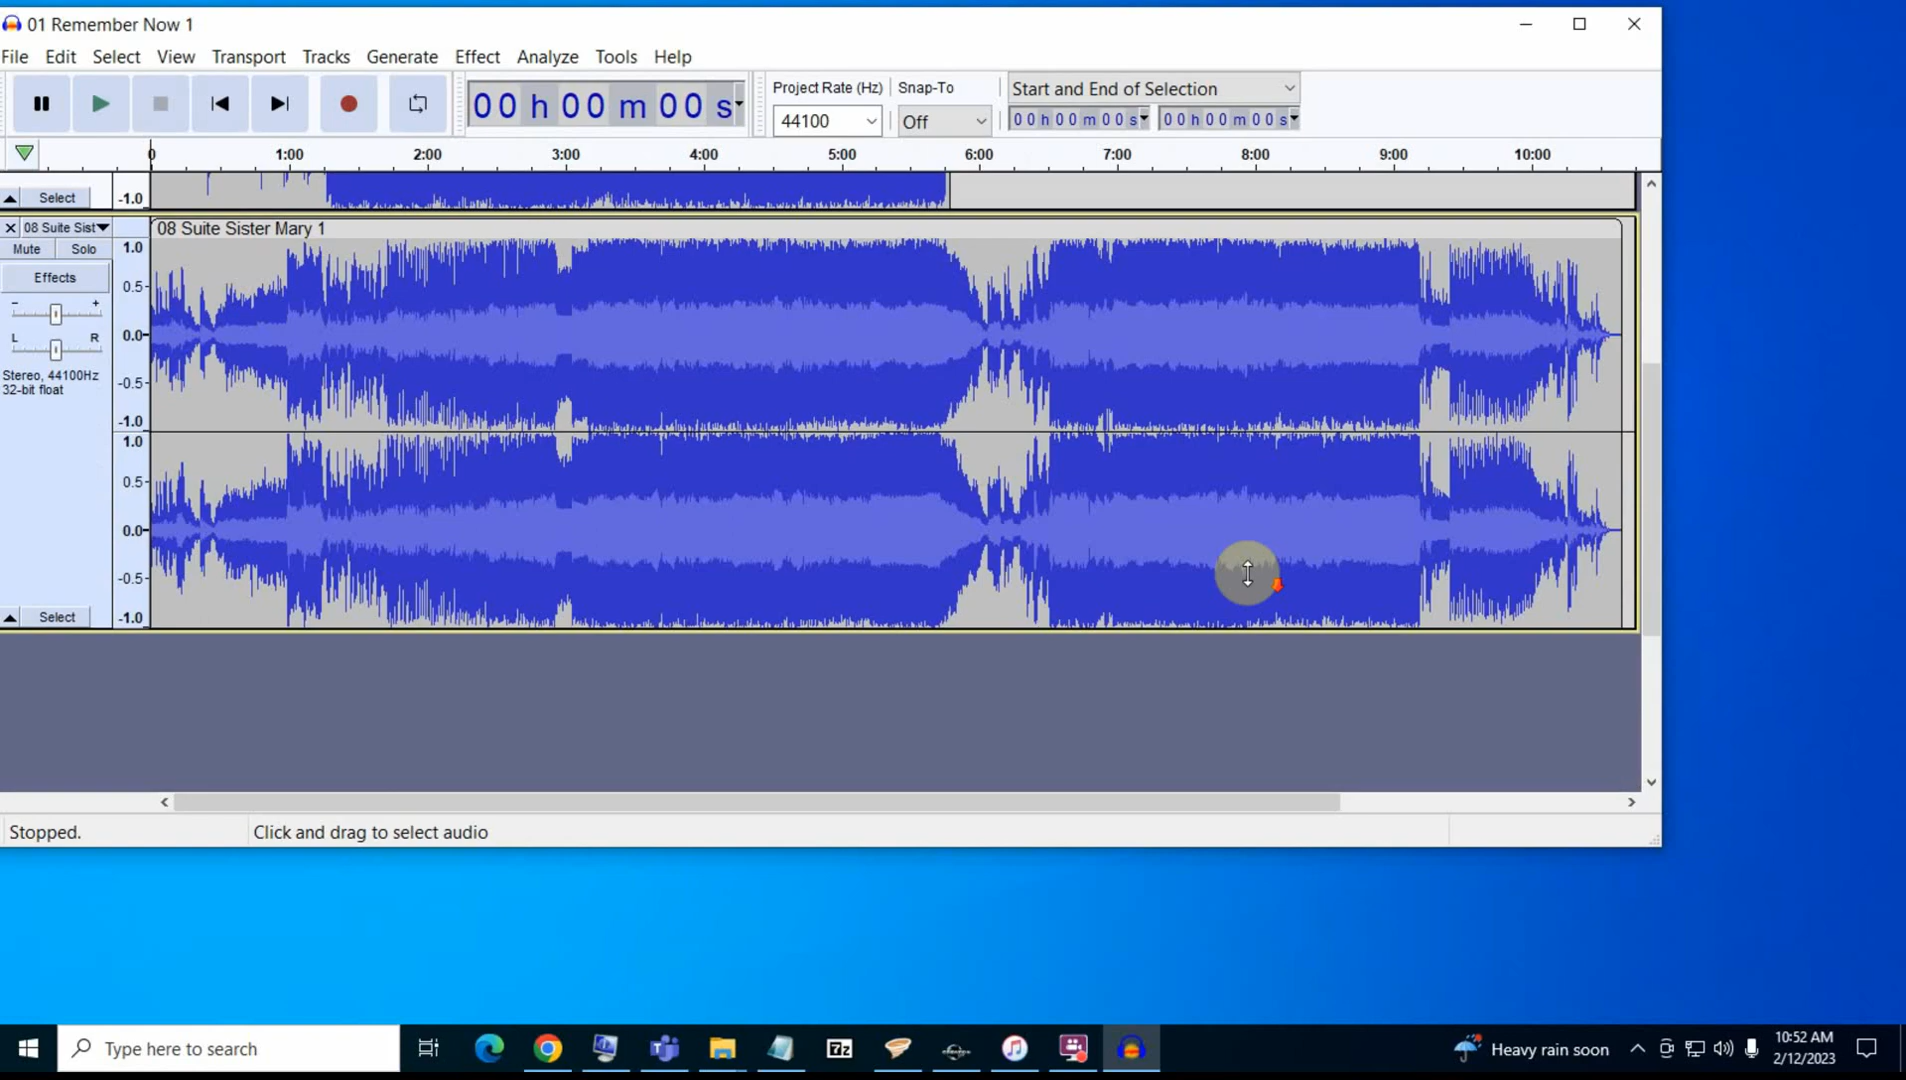 01 Remember Now 1
File Edit Select View Transport Tracks Generate Effect Analyze Tools Help
00 h 00 m 00 s
Project Rate (Hz) Snap-To
44100 Off
Start and End of Selection
00 h 00 m 00 s 00 h 00 m 00 s
0 1:00 2:00 3:00 4:00 5:00 6:00 7:00 8:00 9:00 10:00
Select -1.0
08 Suite Sist 08 Suite Sister Mary 1
Mute Solo
Effects
- +
L R
Stereo, 44100Hz
32-bit float
1.0
0.5
0.0
-0.5
-1.0
1.0
0.5
0.0
-0.5
Select -1.0
Stopped. Click and drag to select audio
Type here to search
7z
Heavy rain soon
10:52 AM
2/12/2023